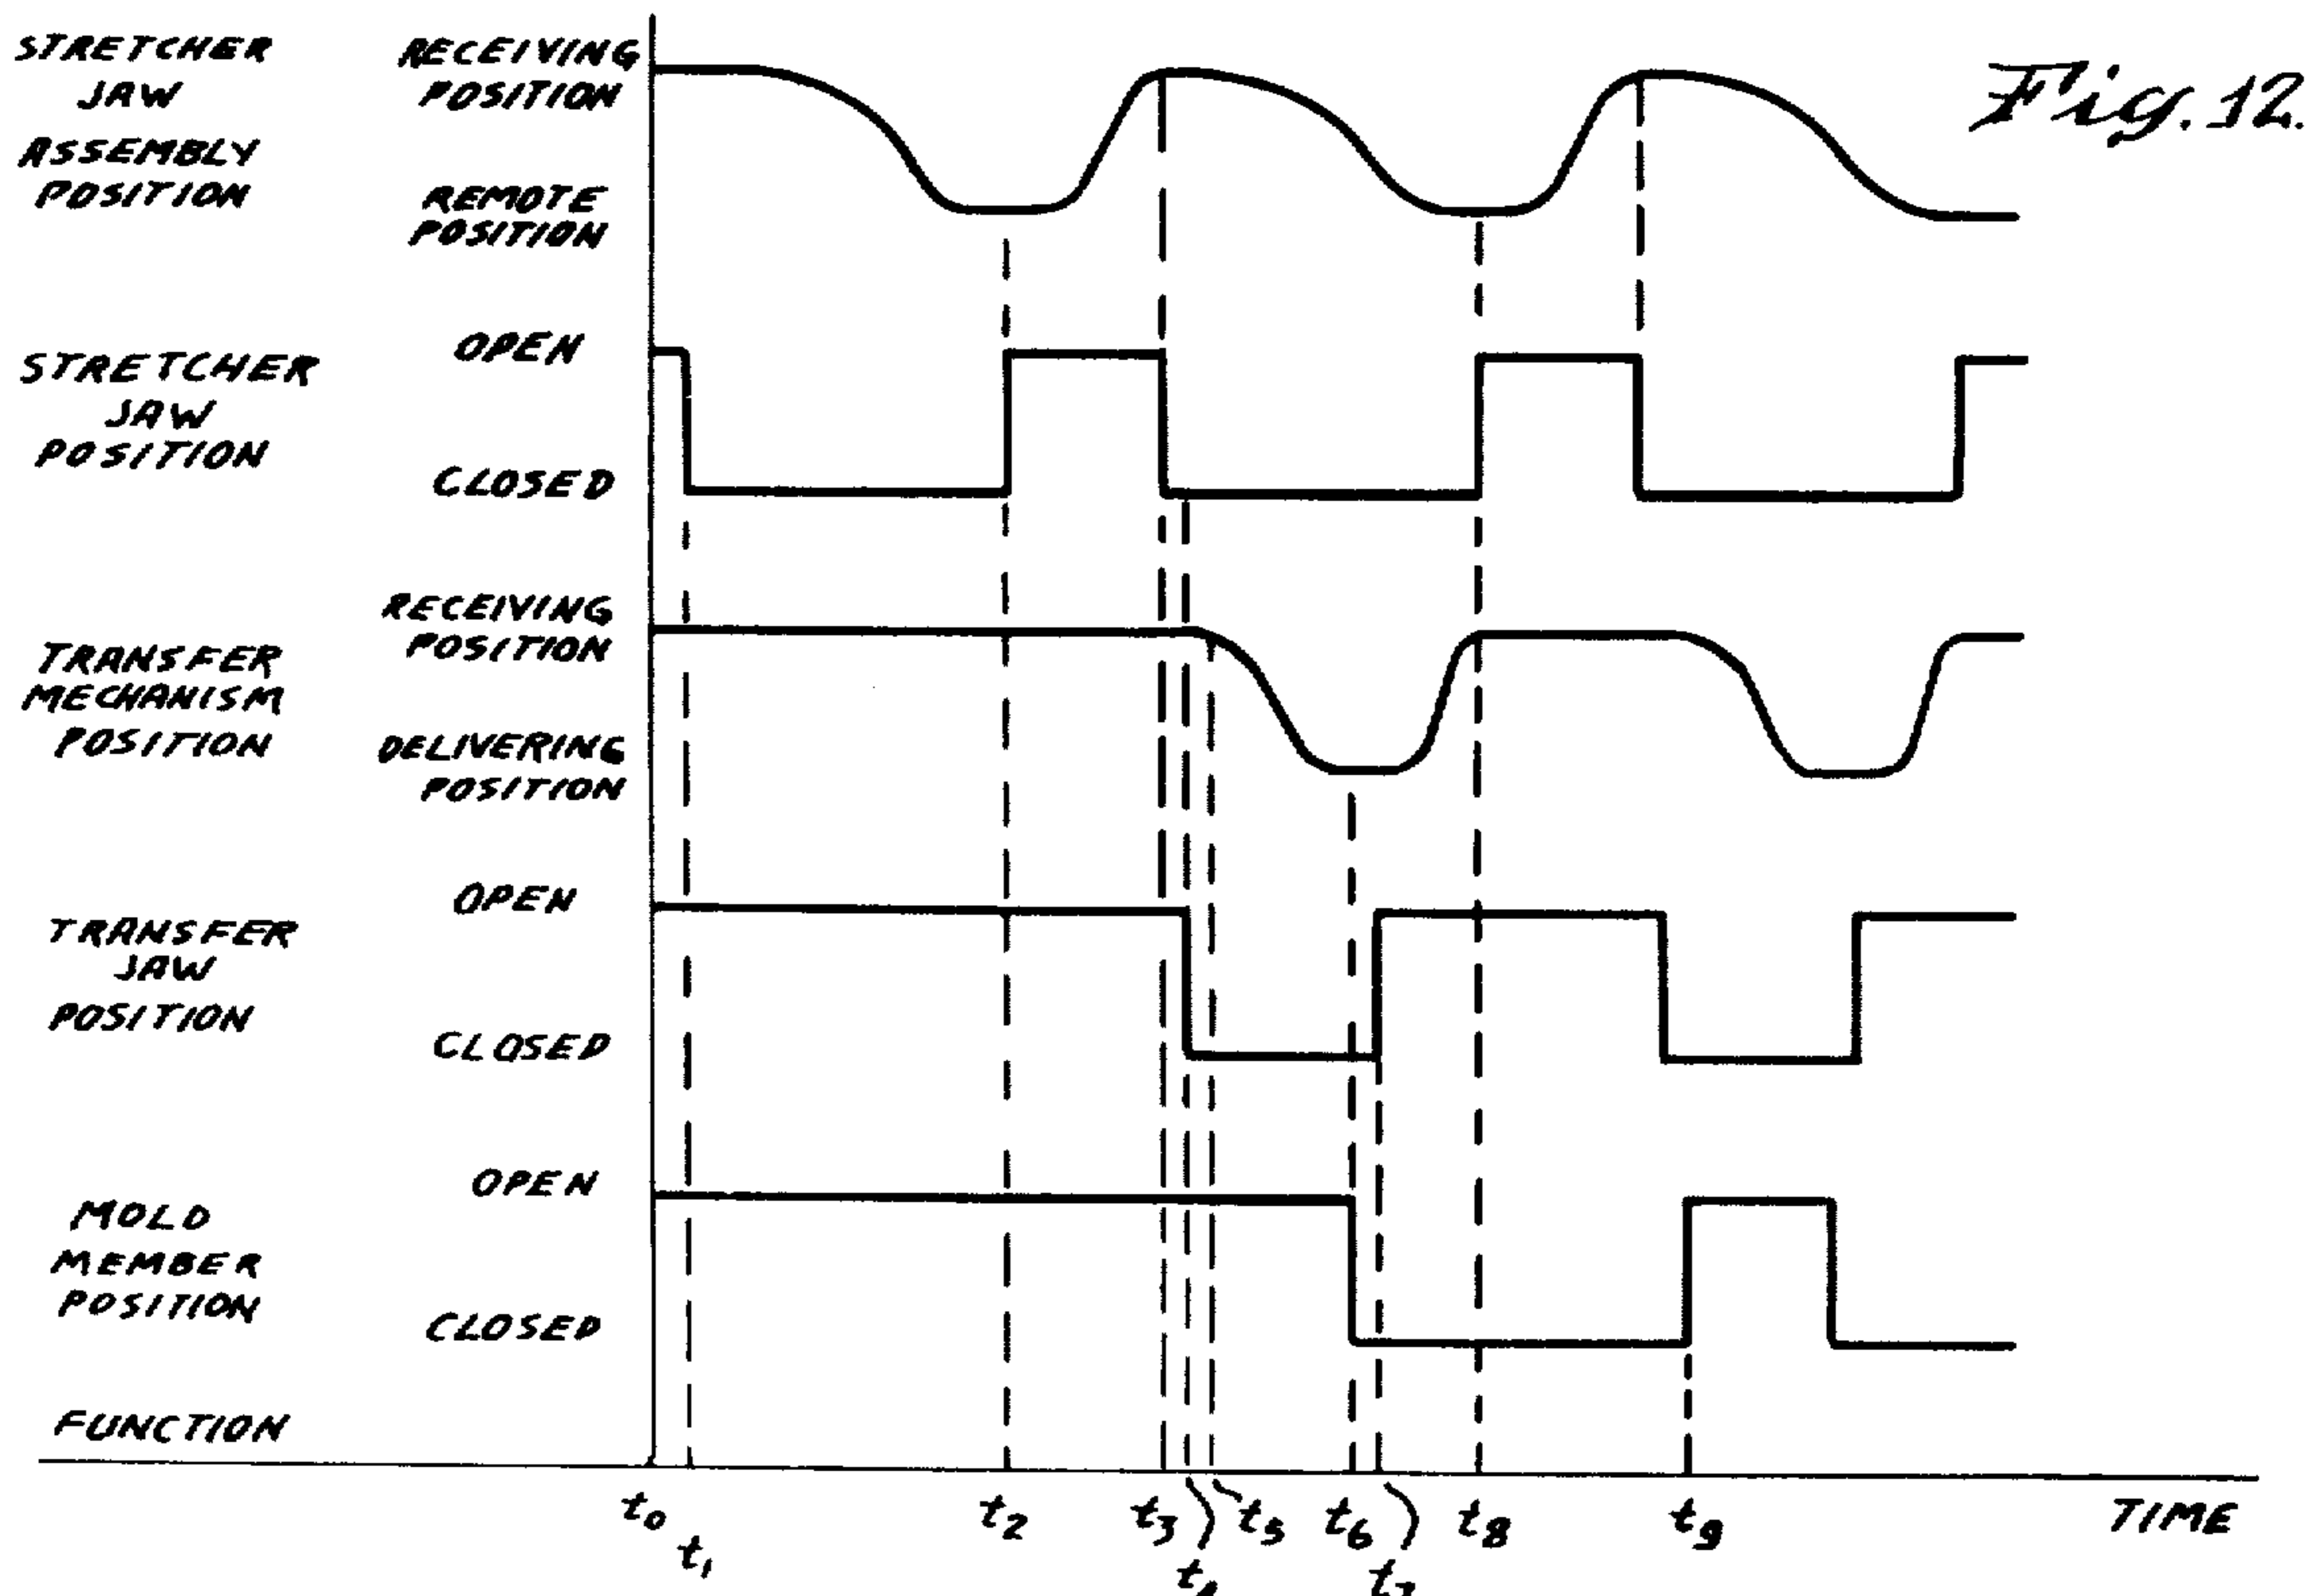 Fig. 12.
STRETCHER
JAW
ASSEMBLY
POSITION
RECEIVING
POSITION
REMOTE
POSITION
STRETCHER
JAW
POSITION
OPEN
CLOSED
TRANSFER
MECHANISM
POSITION
RECEIVING
POSITION
DELIVERING
POSITION
TRANSFER
JAW
POSITION
OPEN
CLOSED
MOLD
MEMBER
POSITION
OPEN
CLOSED
FUNCTION
t0
t1
t2
t3
t5
t6
t8
t9
TIME